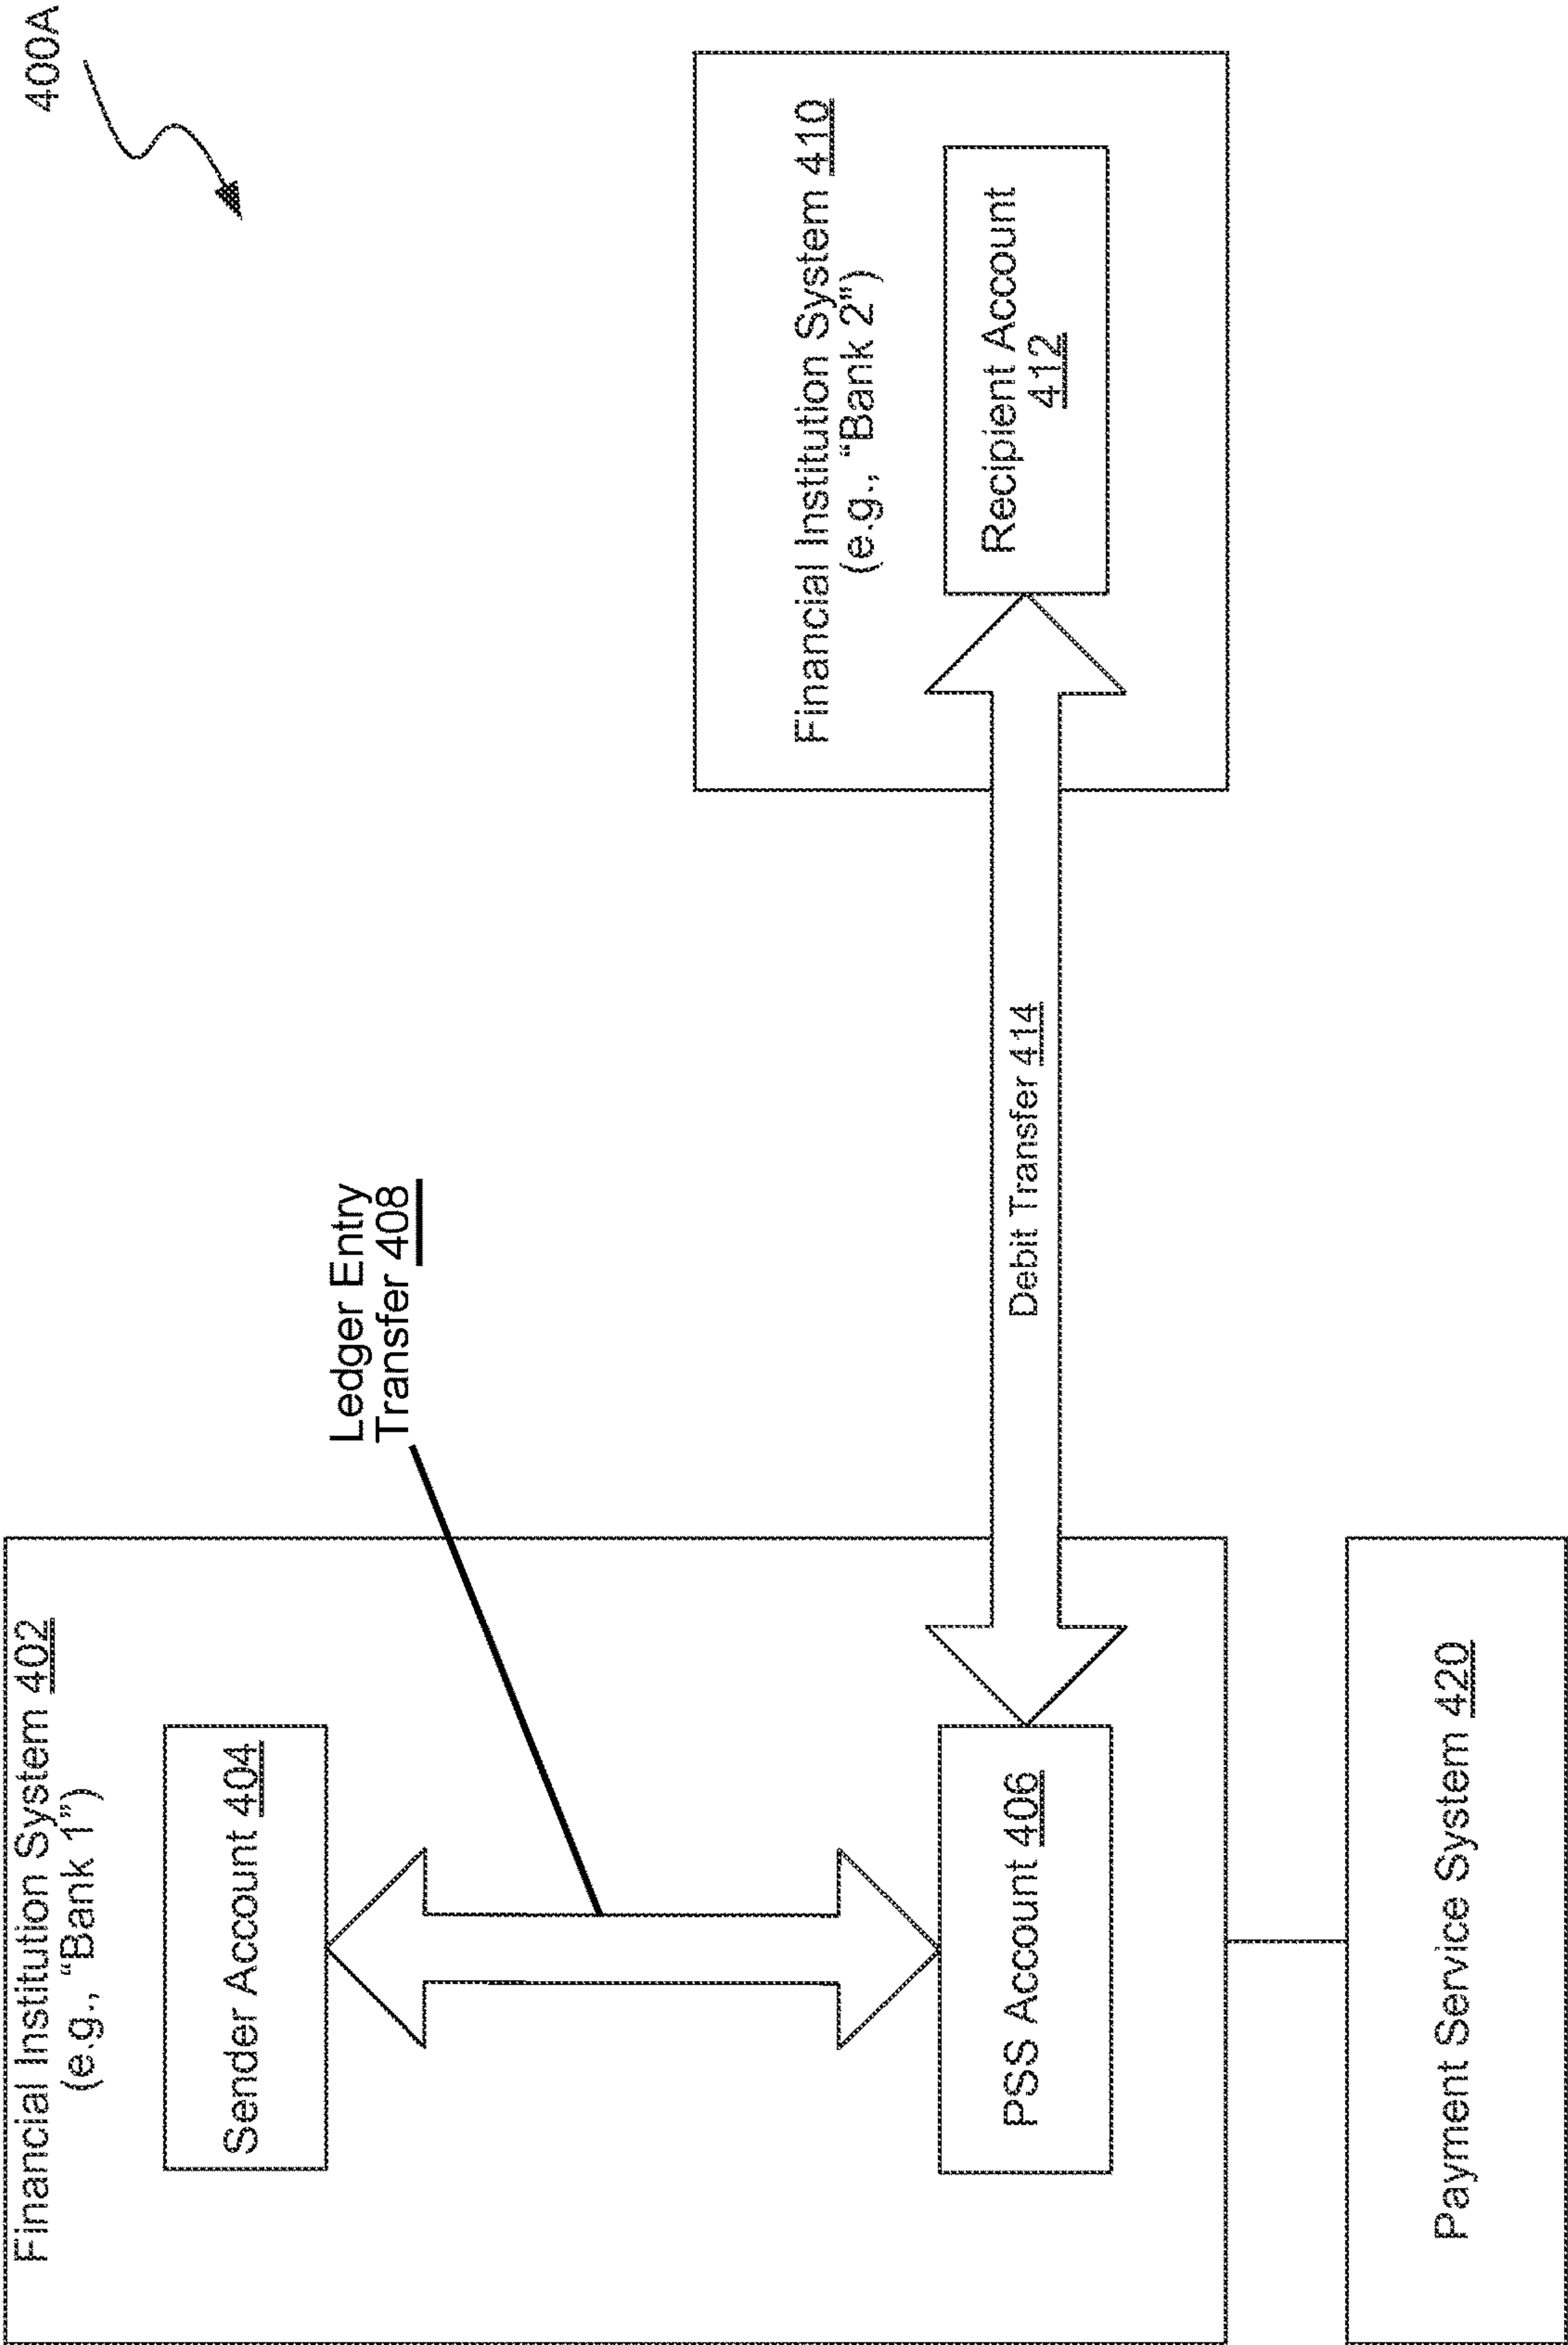 400A
Financial Institution System 402
(e.g., “Bank 1”)
Sender Account 404
Ledger Entry
Transfer 408
PSS Account 406
Debit Transfer 414
Financial Institution System 410
(e.g., “Bank 2”)
Recipient Account
412
Payment Service System 420